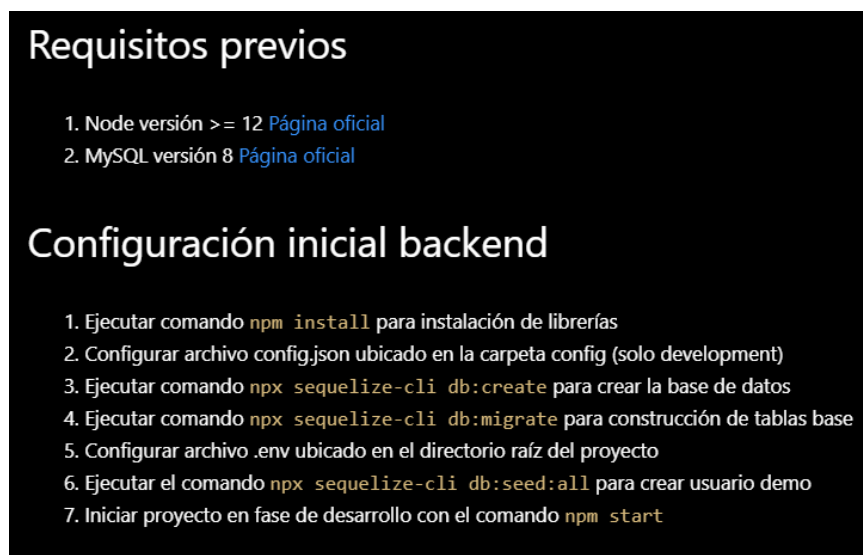 Requisitos previos
1. Node versión >= 12 Página oficial
2. MySQL versión 8 Página oficial
Configuración inicial backend
1. Ejecutar comando npm install para instalación de librerías
2. Configurar archivo config.json ubicado en la carpeta config (solo development)
3. Ejecutar comando npx sequelize-cli db:create para crear la base de datos
4. Ejecutar comando npx sequelize-cli db:migrate para construcción de tablas base
5. Configurar archivo .env ubicado en el directorio raíz del proyecto
6. Ejecutar el comando npx sequelize-cli db:seed:all para crear usuario demo
7. Iniciar proyecto en fase de desarrollo con el comando npm start